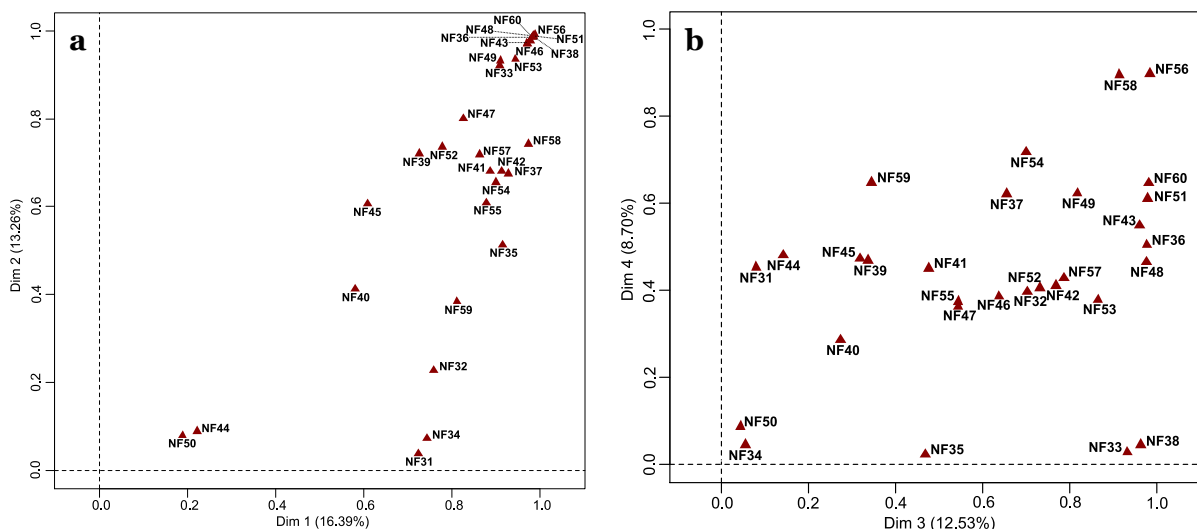 a
Dim 2 (13.26%)
1.0
0.8
0.6
0.4
0.2
0.0
NF60
NF48 NF56
NF36 NF51
NF43 NF46 NF38
NF49 NF53
NF33
NF47
NF58
NF52 NF57
NF39 NF41 NF42
NF37
NF54
NF45 NF55
NF35
NF40
NF59
NF32
NF44
NF50 NF34
NF31
0.0 0.2 0.4 0.6 0.8 1.0
Dim 1 (16.39%)
b
Dim 4 (8.70%)
1.0
0.8
0.6
0.4
0.2
0.0
NF56
NF58
NF54
NF59 NF60
NF37 NF49 NF51
NF43
NF45 NF36
NF44 NF41
NF31 NF39 NF48
NF52 NF57
NF55 NF46 NF32 NF42 NF53
NF47
NF40
NF50
NF34 NF35 NF33 NF38
0.0 0.2 0.4 0.6 0.8 1.0
Dim 3 (12.53%)